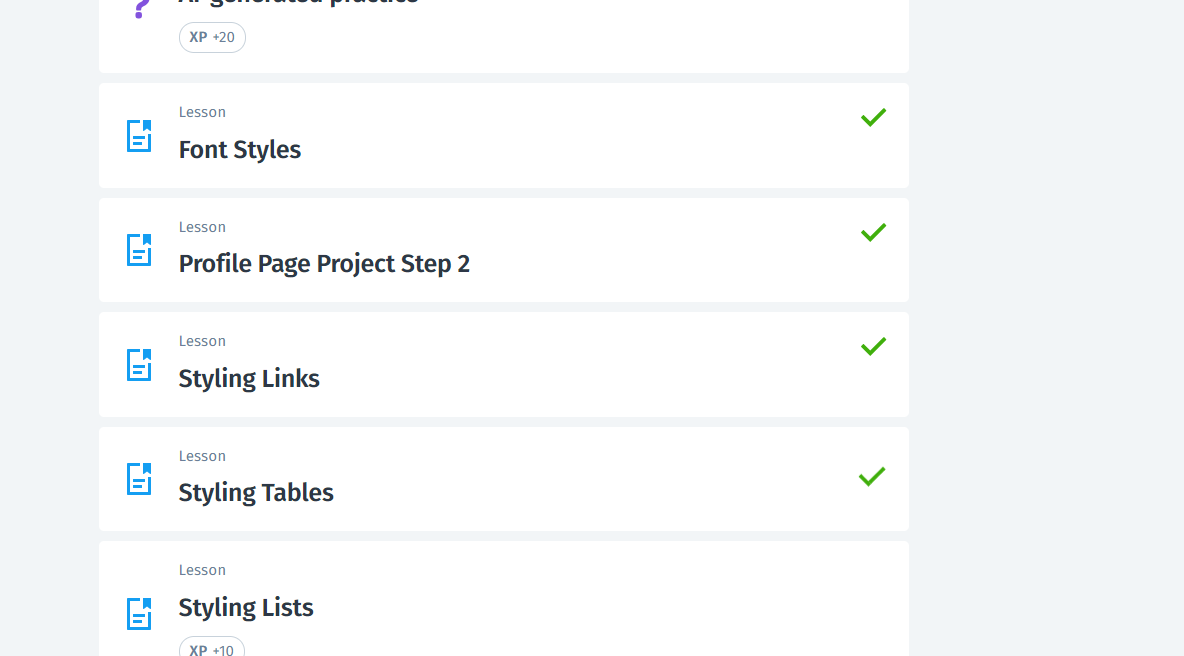 XP +20
Lesson
Font Styles
Lesson
Profile Page Project Step 2
Lesson
Styling Links
Lesson
Styling Tables
Lesson
Styling Lists
XP +10